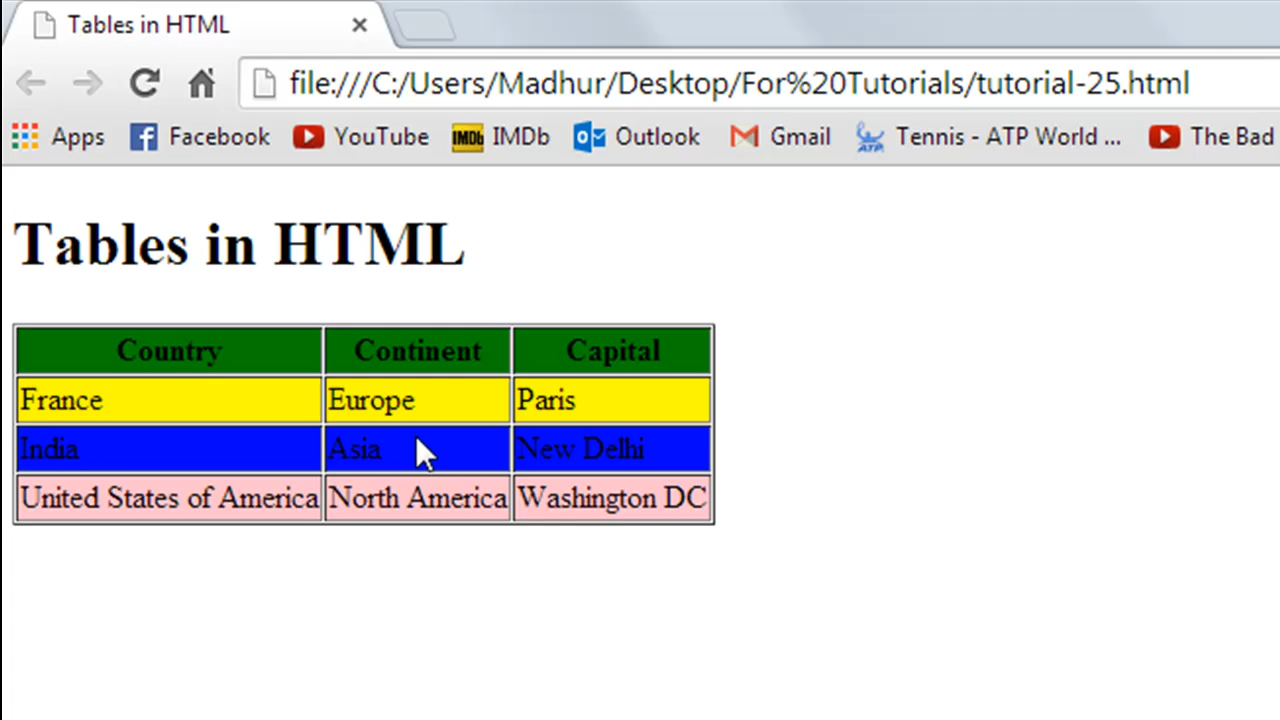 Tables in HTML
file:///C:/Users/Madhur/Desktop/For%20Tutorials/tutorial-25.html
Apps Facebook YouTube IMDb IMDb Outlook Gmail ATP Tennis - ATP World ... The Bad
Tables in HTML
Country Continent Capital
France Europe Paris
India Asia New Delhi
United States of America North America Washington DC